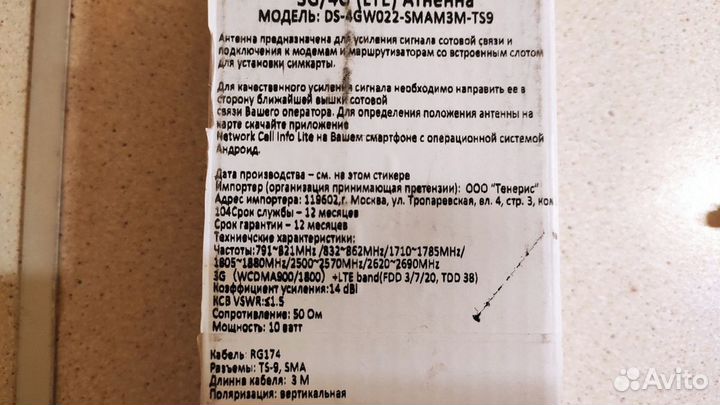 3G/4G (LTE) Атненна
МОДЕЛЬ: DS-4GW022-SMAM3M-TS9
Антенна предназначена для усиления сигнала сотовой связи и
подключения к модемам и маршрутизаторам со встроенным слотом
для установки симкарты.
Для качественного усиления сигнала необходимо направить ее в
сторону ближайшей вышки сотовой
связи Вашего оператора. Для определения положения антенны на
карте скачайте приложение
Network Cell Info Lite на Вашем смартфоне с операционной системой
Андроид.
Дата производства – см. на этом стикере
Импортер (организация принимающая претензии): ООО "Тенерис"
Адрес импортера: 119602,г. Москва, ул. Тропаревская, вл. 4, стр. 3, ком
104Срок службы – 12 месяцев
Срок гарантии – 12 месяцев
Техниечские характеристики:
Частоты:791~821MHz /832~862MHz/1710~1785MHz/
1805~1880MHz/2500~2570MHz/2620~2690MHz
3G (WCDMA900/1800) +LTE band(FDD 3/7/20, TDD 38)
Коэффициент усиления:14 dBi
КСВ VSWR:≤1.5
Сопротивление: 50 Ом
Мощность: 10 ватт
Кабель: RG174
Разъемы: TS-9, SMA
Длинна кабеля: 3 М
Поляризация: вертикальная
Avito